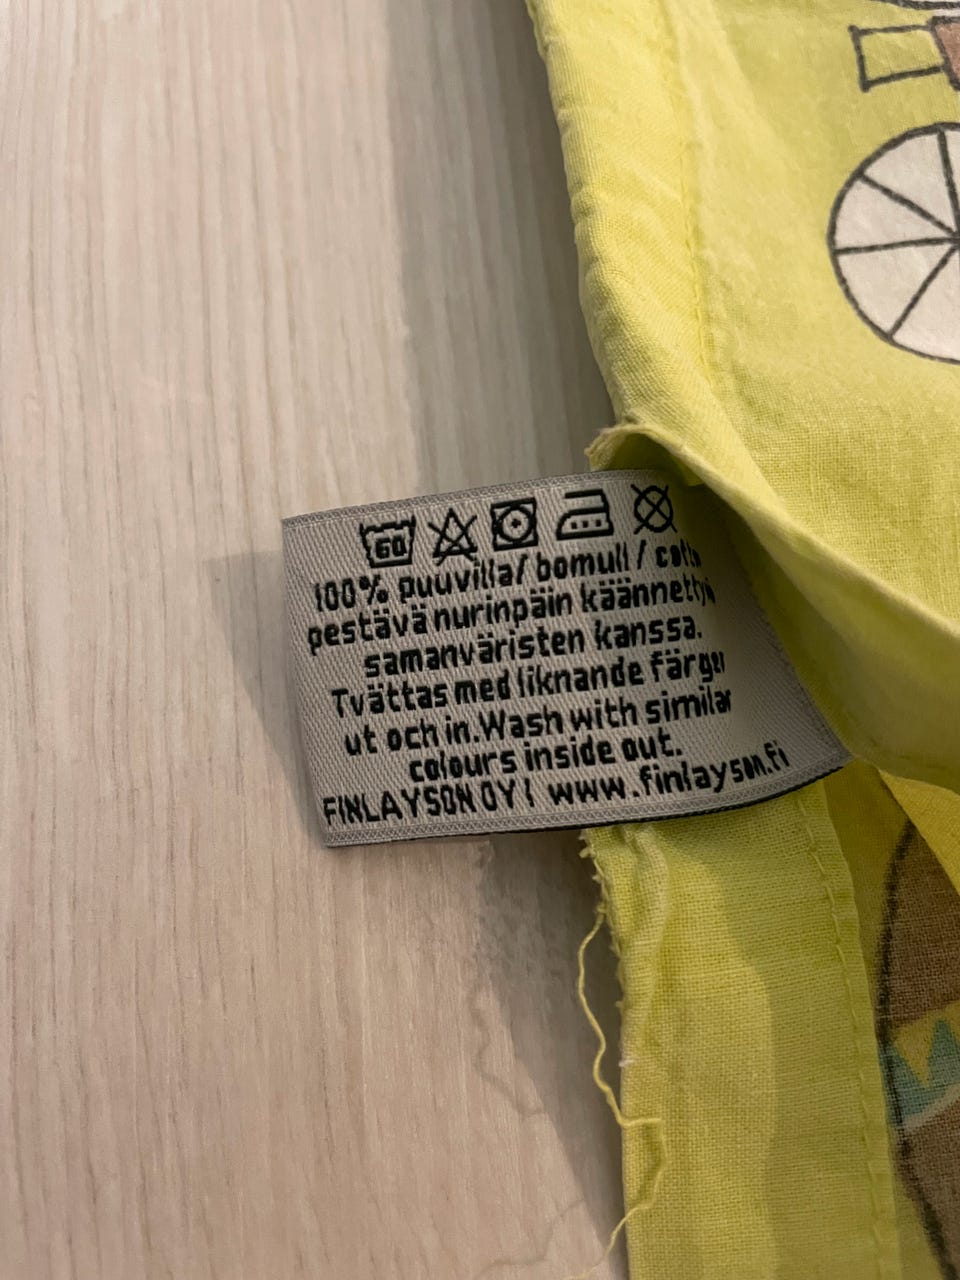 60
100% puuvilla/ bomull / cotto
pestävä nurinpäin käännettynä
samanväristen kanssa.
Tvättas med liknande färger
ut och in. Wash with similar
colours inside out.
FINLAYSON OY / www.finlayson.fi